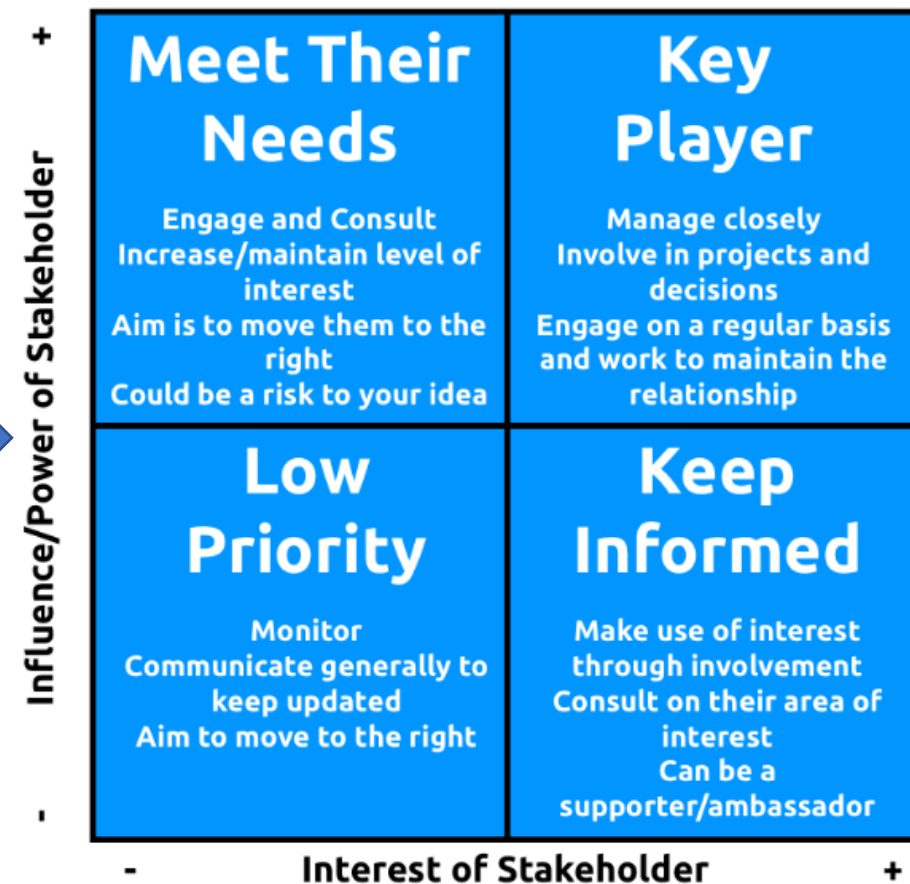 +
Influence/Power of Stakeholder
-
Meet Their
Needs
Engage and Consult
Increase/maintain level of
interest
Aim is to move them to the
right
Could be a risk to your idea
Key
Player
Manage closely
Involve in projects and
decisions
Engage on a regular basis
and work to maintain the
relationship
Low
Priority
Monitor
Communicate generally to
keep updated
Aim to move to the right
Keep
Informed
Make use of interest
through involvement
Consult on their area of
interest
Can be a
supporter/ambassador
- Interest of Stakeholder +